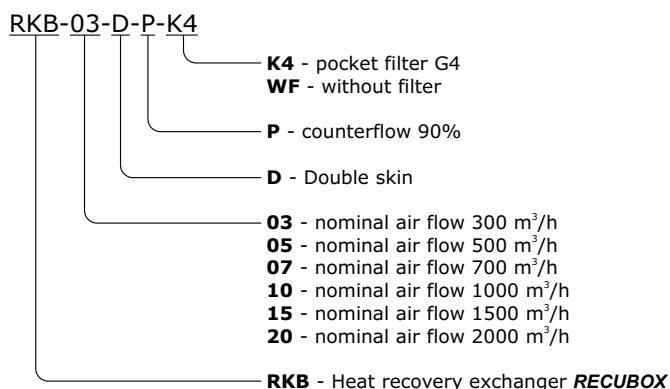 RKB-03-D-P-K4
K4 - pocket filter G4
WF - without filter
P - counterflow 90%
D - Double skin
03 - nominal air flow 300 m³/h
05 - nominal air flow 500 m³/h
07 - nominal air flow 700 m³/h
10 - nominal air flow 1000 m³/h
15 - nominal air flow 1500 m³/h
20 - nominal air flow 2000 m³/h
RKB - Heat recovery exchanger RECUBOX